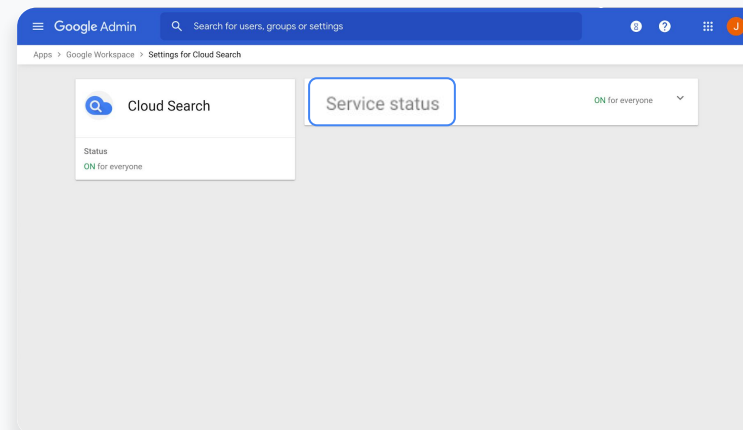 Google Admin
Search for users, groups or settings
8
?
J
Apps > Google Workspace > Settings for Cloud Search
Cloud Search
Status
ON for everyone
Service status
ON for everyone